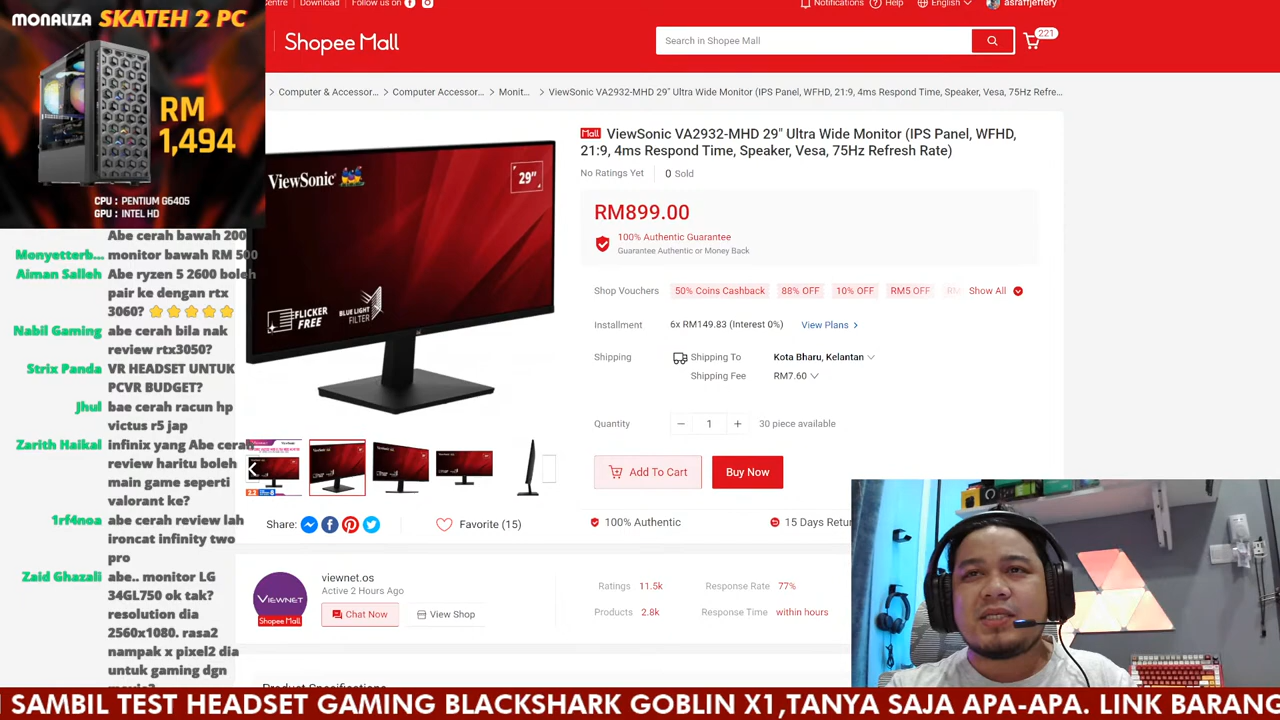 MONALIZA SKATEH 2 PC
RM
1,494
CPU : PENTIUM G6405
GPU : INTEL HD
Centre
Download
Follow us on
Notifications
Help
English
asraffjeffery
Shopee Mall
Search in Shopee Mall
221
Computer & Accessor...
Computer Accessor...
Monit...
ViewSonic VA2932-MHD 29" Ultra Wide Monitor (IPS Panel, WFHD, 21:9, 4ms Respond Time, Speaker, Vesa, 75Hz Refre...
ViewSonic
29"
FLICKER
FREE
BLUE LIGHT
FILTER
Mall ViewSonic VA2932-MHD 29" Ultra Wide Monitor (IPS Panel, WFHD,
21:9, 4ms Respond Time, Speaker, Vesa, 75Hz Refresh Rate)
No Ratings Yet
0 Sold
RM899.00
100% Authentic Guarantee
Guarantee Authentic or Money Back
Shop Vouchers
50% Coins Cashback
88% OFF
10% OFF
RM5 OFF
Show All
Installment
6x RM149.83 (Interest 0%)
View Plans
Shipping
Shipping To
Kota Bharu, Kelantan
Shipping Fee
RM7.60
Quantity
1
30 piece available
Add To Cart
Buy Now
Share:
Favorite (15)
100% Authentic
15 Days Retur
viewnet.os
Active 2 Hours Ago
VIEWNET
Shopee Mall
Chat Now
View Shop
Ratings
11.5k
Response Rate
77%
Products
2.8k
Response Time
within hours
Product Specifications
Abe cerah bawah 200
Monyetterb... monitor bawah RM 500
Aiman Salleh Abe ryzen 5 2600 boleh
pair ke dengan rtx
3060?
Nabil Gaming abe cerah bila nak
review rtx3050?
Strix Panda VR HEADSET UNTUK
PCVR BUDGET?
Jhul bae cerah racun hp
victus r5 jap
Zarith Haikal infinix yang Abe cerah
review haritu boleh
main game seperti
valorant ke?
1rf4noa abe cerah review lah
ironcat infinity two
pro
Zaid Ghazali abe.. monitor LG
34GL750 ok tak?
resolution dia
2560x1080. rasa2
nampak x pixel2 dia
untuk gaming dgn
movie?
SAMBIL TEST HEADSET GAMING BLACKSHARK GOBLIN X1,TANYA SAJA APA-APA. LINK BARANG